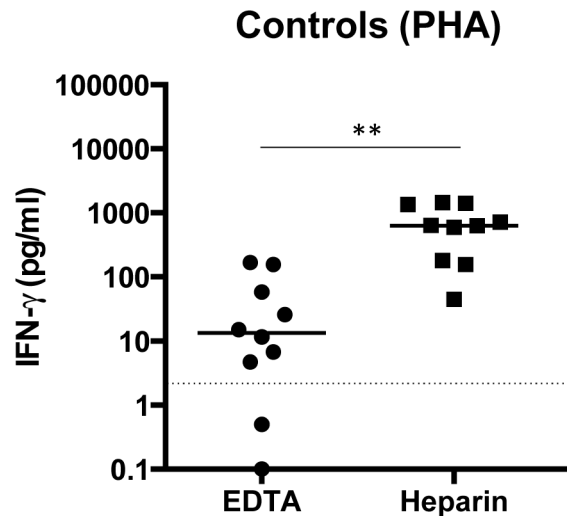 Controls (PHA)
100000
10000
1000
100
10
1
0.1
IFN-γ (pg/ml)
**
EDTA Heparin